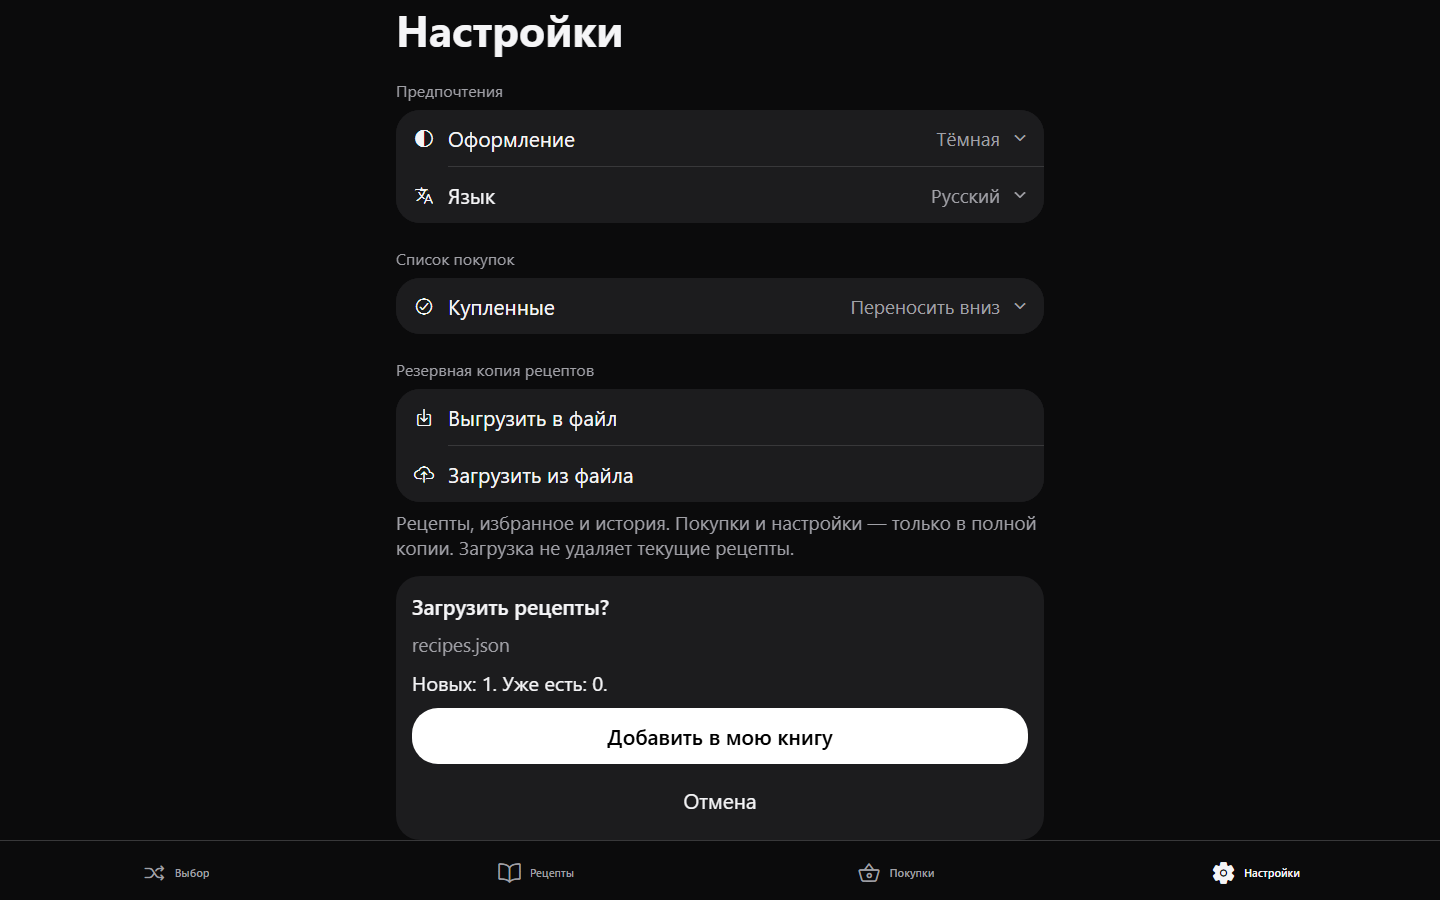 Настройки
Предпочтения
Оформление
Тёмная
Язык
Русский
Список покупок
Купленные
Переносить вниз
Резервная копия рецептов
Выгрузить в файл
Загрузить из файла
Рецепты, избранное и история. Покупки и настройки — только в полной
копии. Загрузка не удаляет текущие рецепты.
Загрузить рецепты?
recipes.json
Новых: 1. Уже есть: 0.
Добавить в мою книгу
Отмена
Выбор
Рецепты
Покупки
Настройки